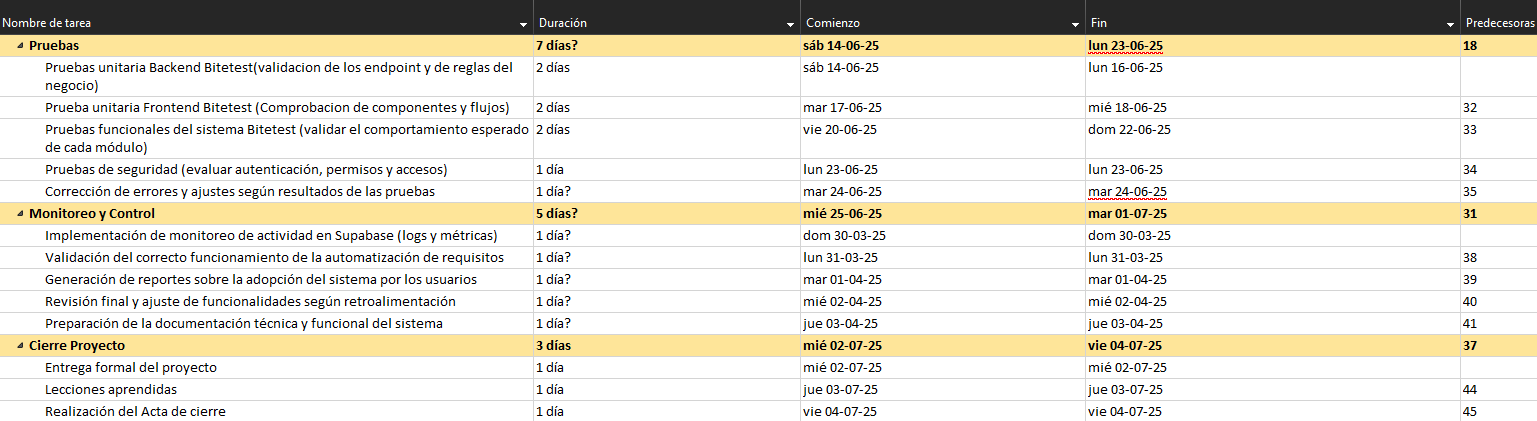 Nombre de tarea Duración Comienzo Fin Predecesoras
Pruebas 7 días? sáb 14-06-25 lun 23-06-25 18
Pruebas unitaria Backend Bitetest(validacion de los endpoint y de reglas del
negocio) 2 días sáb 14-06-25 lun 16-06-25
Prueba unitaria Frontend Bitetest (Comprobacion de componentes y flujos) 2 días mar 17-06-25 mié 18-06-25 32
Pruebas funcionales del sistema Bitetest (validar el comportamiento esperado
de cada módulo) 2 días vie 20-06-25 dom 22-06-25 33
Pruebas de seguridad (evaluar autenticación, permisos y accesos) 1 día lun 23-06-25 lun 23-06-25 34
Corrección de errores y ajustes según resultados de las pruebas 1 día? mar 24-06-25 mar 24-06-25 35
Monitoreo y Control 5 días? mié 25-06-25 mar 01-07-25 31
Implementación de monitoreo de actividad en Supabase (logs y métricas) 1 día? dom 30-03-25 dom 30-03-25
Validación del correcto funcionamiento de la automatización de requisitos 1 día? lun 31-03-25 lun 31-03-25 38
Generación de reportes sobre la adopción del sistema por los usuarios 1 día? mar 01-04-25 mar 01-04-25 39
Revisión final y ajuste de funcionalidades según retroalimentación 1 día? mié 02-04-25 mié 02-04-25 40
Preparación de la documentación técnica y funcional del sistema 1 día? jue 03-04-25 jue 03-04-25 41
Cierre Proyecto 3 días mié 02-07-25 vie 04-07-25 37
Entrega formal del proyecto 1 día mié 02-07-25 mié 02-07-25
Lecciones aprendidas 1 día jue 03-07-25 jue 03-07-25 44
Realización del Acta de cierre 1 día vie 04-07-25 vie 04-07-25 45